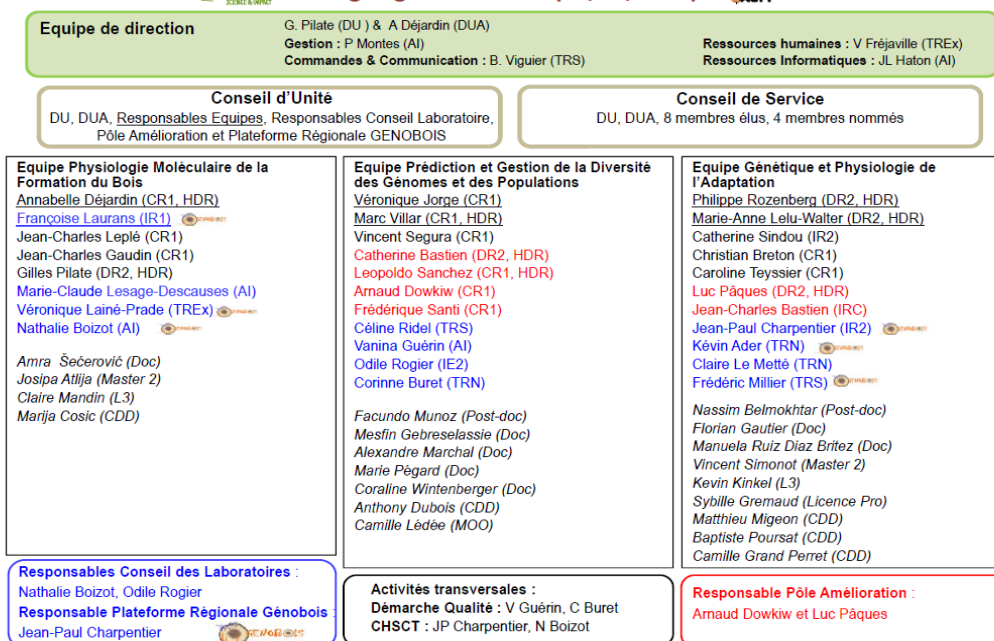 SCIENCE & IMPACT
Equipe de direction
G. Pilate (DU ) & A Déjardin (DUA)
Gestion : P Montes (AI)
Commandes & Communication : B. Viguier (TRS)
Ressources humaines : V Fréjaville (TREx)
Ressources Informatiques : JL Haton (AI)
Conseil d’Unité
DU, DUA, Responsables Equipes, Responsables Conseil Laboratoire,
Pôle Amélioration et Plateforme Régionale GENOBOIS
Conseil de Service
DU, DUA, 8 membres élus, 4 membres nommés
Equipe Physiologie Moléculaire de la
Formation du Bois
Annabelle Déjardin (CR1, HDR)
Françoise Laurans (IR1)
Jean-Charles Leplé (CR1)
Jean-Charles Gaudin (CR1)
Gilles Pilate (DR2, HDR)
Marie-Claude Lesage-Descauses (AI)
Véronique Lainé-Prade (TREx)
Nathalie Boizot (AI)
Amra Šećerović (Doc)
Josipa Atlija (Master 2)
Claire Mandin (L3)
Marija Cosic (CDD)
Equipe Prédiction et Gestion de la Diversité
des Génomes et des Populations
Véronique Jorge (CR1)
Marc Villar (CR1, HDR)
Vincent Segura (CR1)
Catherine Bastien (DR2, HDR)
Leopoldo Sanchez (CR1, HDR)
Arnaud Dowkiw (CR1)
Frédérique Santi (CR1)
Céline Ridel (TRS)
Vanina Guérin (AI)
Odile Rogier (IE2)
Corinne Buret (TRN)
Facundo Munoz (Post-doc)
Mesfin Gebreselassie (Doc)
Alexandre Marchal (Doc)
Marie Pégard (Doc)
Coraline Wintenberger (Doc)
Anthony Dubois (CDD)
Camille Lédée (MOO)
Equipe Génétique et Physiologie de
l’Adaptation
Philippe Rozenberg (DR2, HDR)
Marie-Anne Lelu-Walter (DR2, HDR)
Catherine Sindou (IR2)
Christian Breton (CR1)
Caroline Teyssier (CR1)
Luc Pâques (DR2, HDR)
Jean-Charles Bastien (IRC)
Jean-Paul Charpentier (IR2)
Kévin Ader (TRN)
Claire Le Metté (TRN)
Frédéric Millier (TRS)
Nassim Belmokhtar (Post-doc)
Florian Gautier (Doc)
Manuela Ruiz Diaz Britez (Doc)
Vincent Simonot (Master 2)
Kevin Kinkel (L3)
Sybille Gremaud (Licence Pro)
Matthieu Migeon (CDD)
Baptiste Poursat (CDD)
Camille Grand Perret (CDD)
Responsables Conseil des Laboratoires :
Nathalie Boizot, Odile Rogier
Responsable Plateforme Régionale Génobois :
Jean-Paul Charpentier
GENOBOIS
Activités transversales :
Démarche Qualité : V Guérin, C Buret
CHSCT : JP Charpentier, N Boizot
Responsable Pôle Amélioration :
Arnaud Dowkiw et Luc Pâques